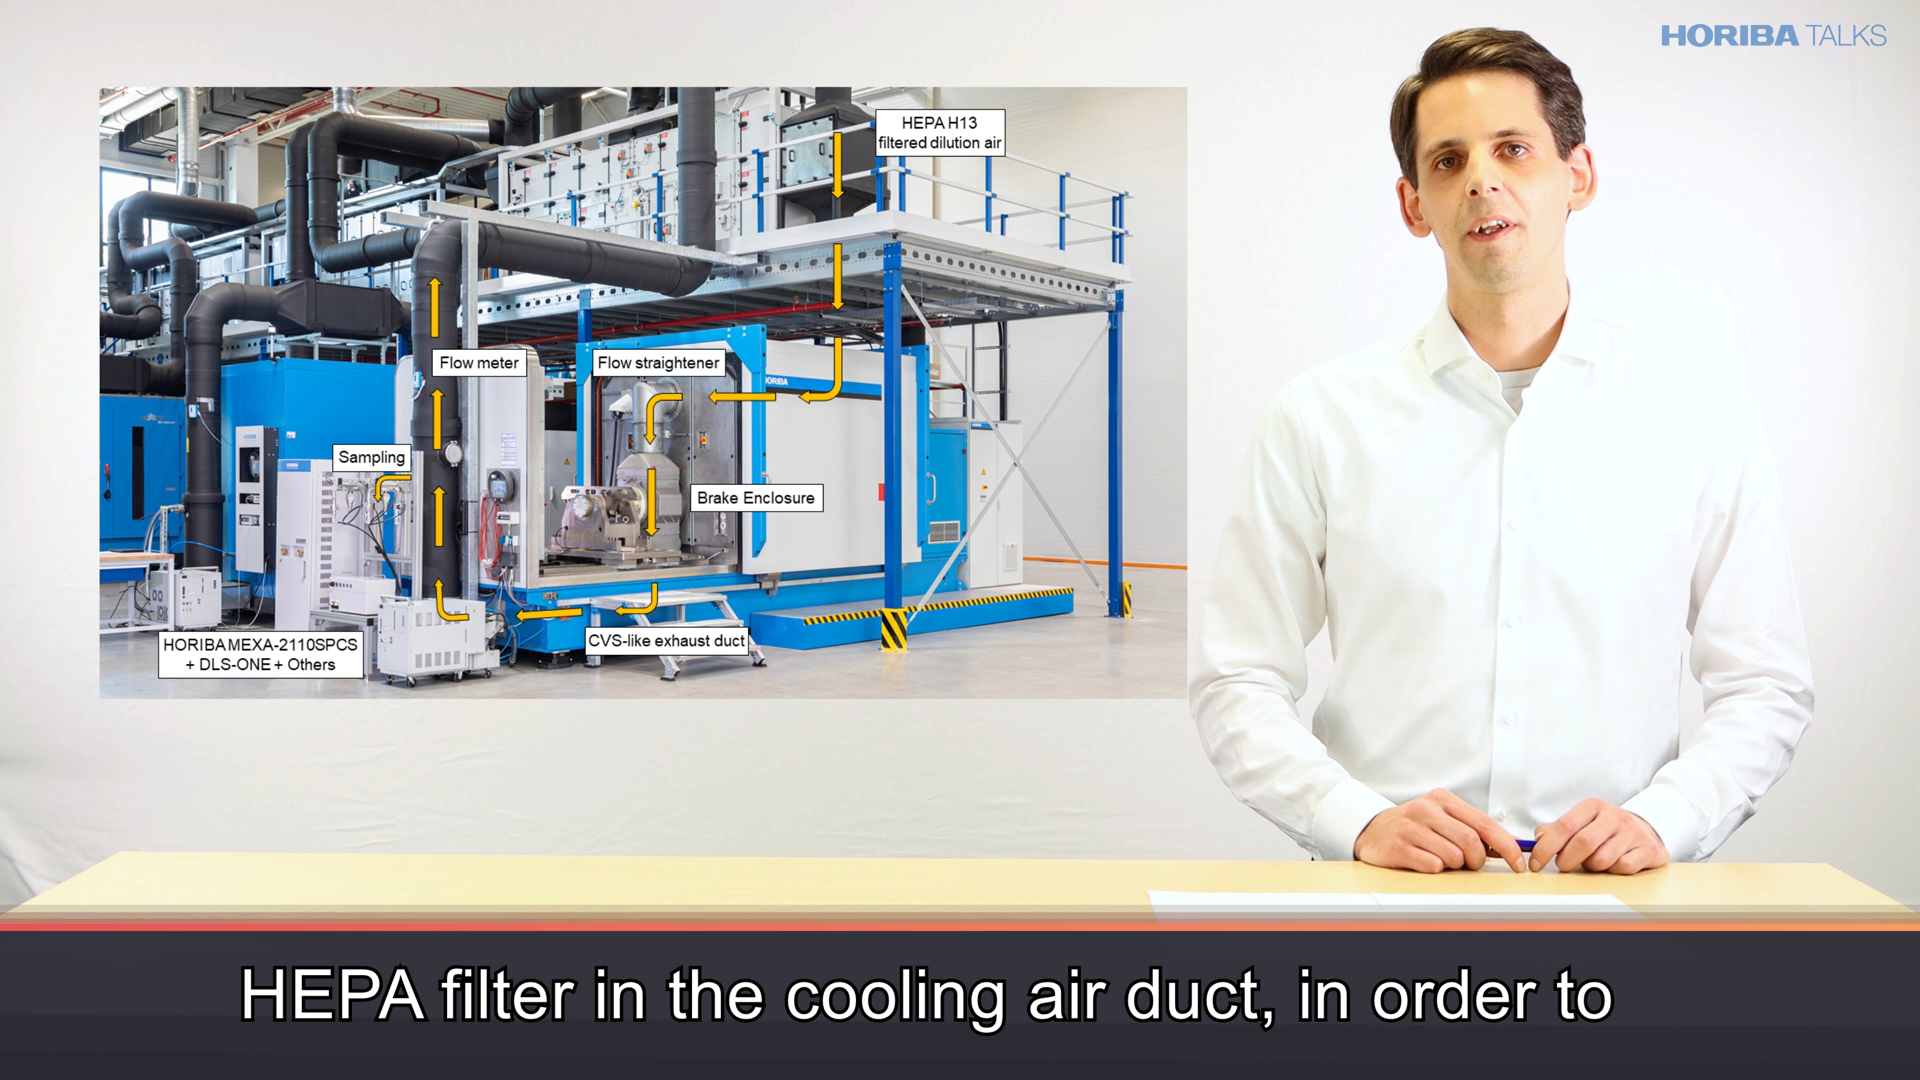 HORIBA TALKS
HEPA H13
filtered dilution air
Flow meter
Flow straightener
HORIBA
Sampling
Brake Enclosure
CVS-like exhaust duct
HORIBA MEXA-2110SPCS
+ DLS-ONE + Others
HEPA filter in the cooling air duct, in order to